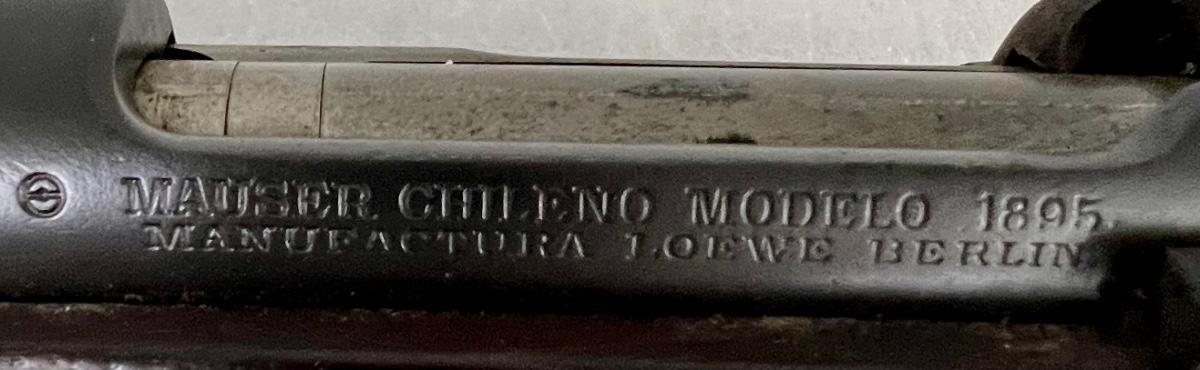 MAUSER CHILENO MODELO 1895.
MANUFACTURA LOEWE BERLIN.